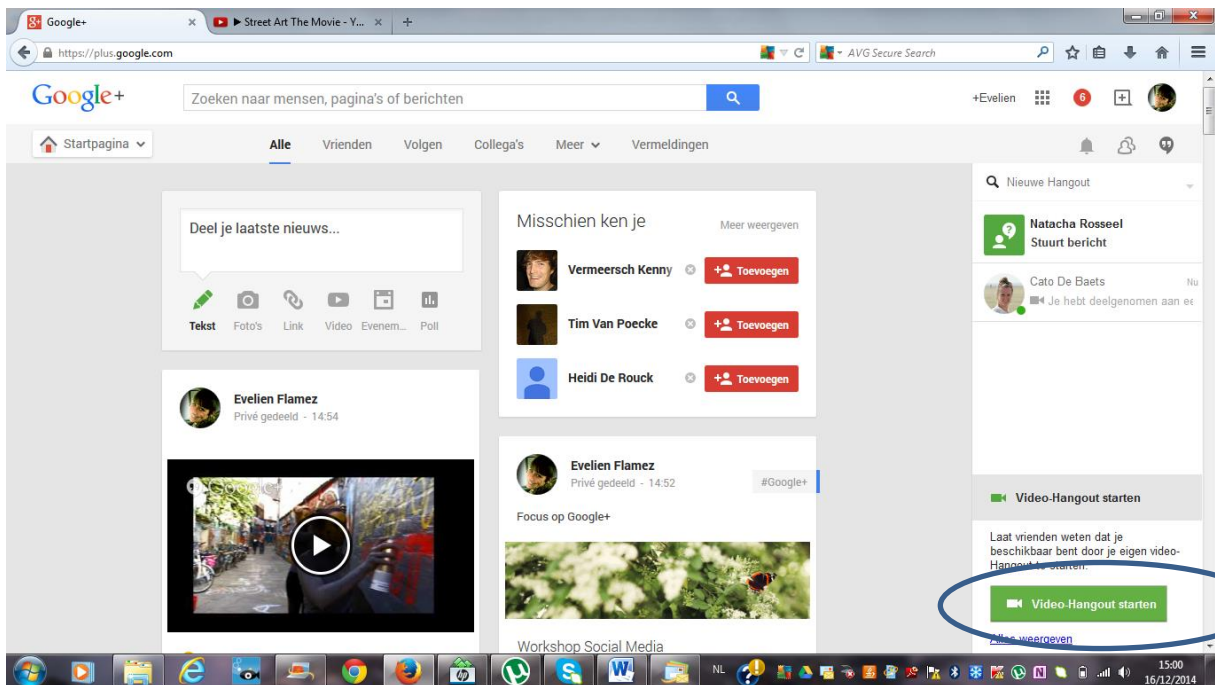 Google+
Street Art The Movie - Y...
https://plus.google.com
AVG Secure Search
Google+
Zoeken naar mensen, pagina's of berichten
+Evelien
6
Startpagina
Alle
Vrienden
Volgen
Collega's
Meer
Vermeldingen
Deel je laatste nieuws...
Tekst
Foto's
Link
Video
Evenem...
Poll
Evelien Flamez
Privé gedeeld - 14:54
Misschien ken je
Meer weergeven
Vermeersch Kenny
Toevoegen
Tim Van Poecke
Toevoegen
Heidi De Rouck
Toevoegen
Evelien Flamez
Privé gedeeld - 14:52
#Google+
Focus op Google+
Workshop Social Media
Nieuwe Hangout
Natacha Rosseel
Stuurt bericht
Cato De Baets
Nu
Je hebt deelgenomen aan ee
Video-Hangout starten
Laat vrienden weten dat je
beschikbaar bent door je eigen video-
Hangout te starten.
Video-Hangout starten
Alles weergeven
NL
15:00
16/12/2014